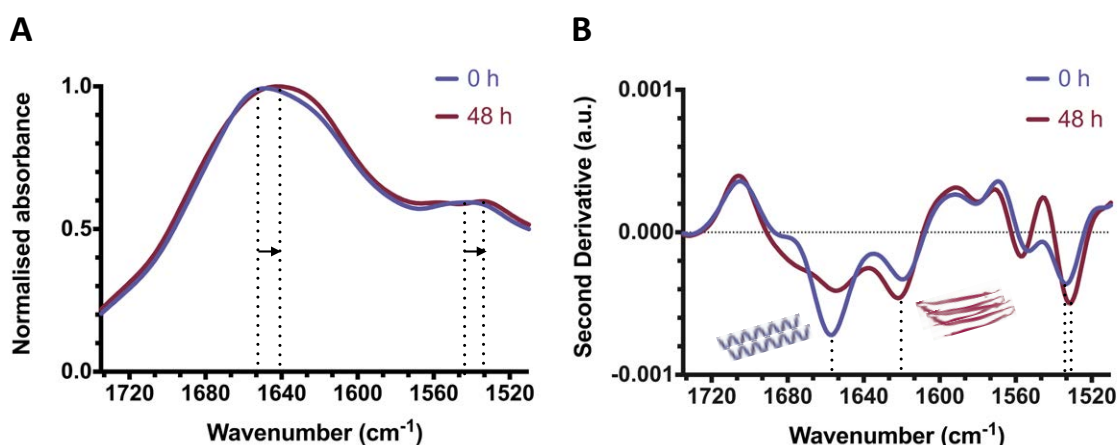 A
B
Normalised absorbance
1.0
0.5
0.0
0 h
48 h
1720 1680 1640 1600 1560 1520
Wavenumber (cm⁻¹)
Second Derivative (a.u.)
0.001
0.000
-0.001
0 h
48 h
1720 1680 1640 1600 1560 1520
Wavenumber (cm⁻¹)